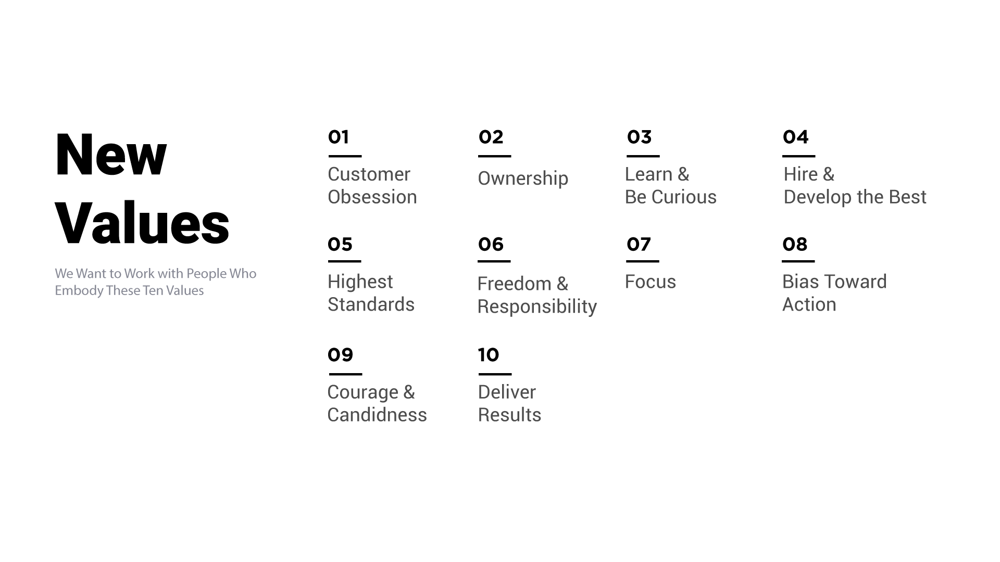 New
Values
We Want to Work with People Who
Embody These Ten Values
01
Customer
Obsession
02
Ownership
03
Learn &
Be Curious
04
Hire &
Develop the Best
05
Highest
Standards
06
Freedom &
Responsibility
07
Focus
08
Bias Toward
Action
09
Courage &
Candidness
10
Deliver
Results